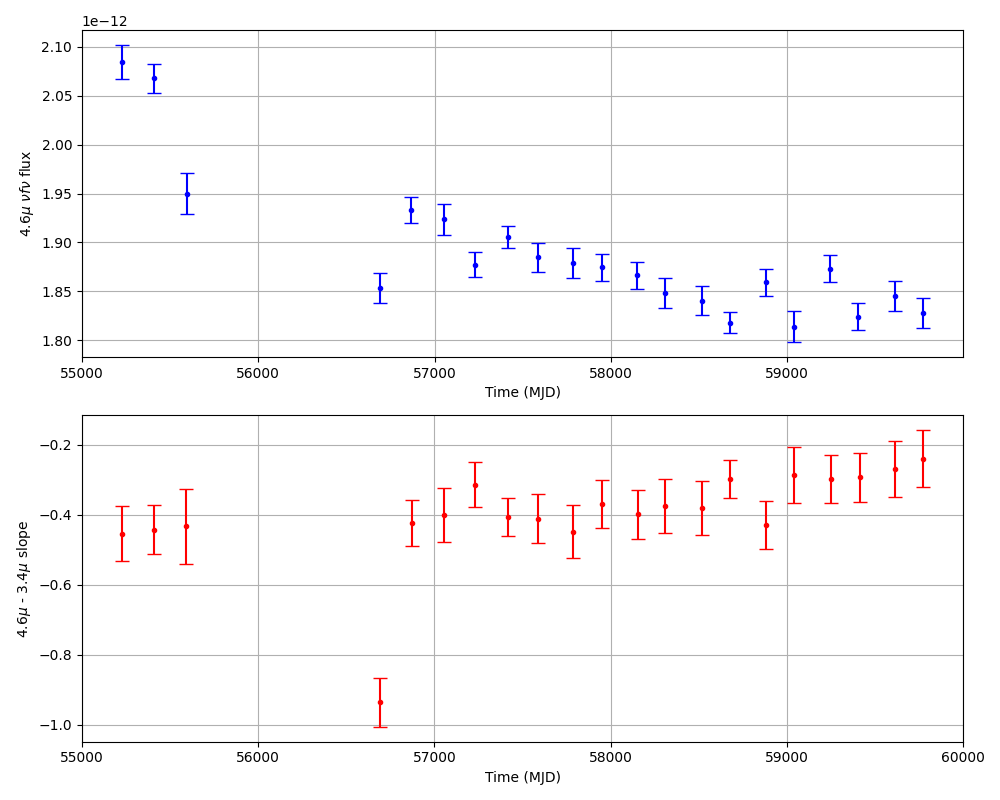 1e−12
2.10
2.05
2.00
1.95
1.90
1.85
1.80
4.6μ νfν flux
55000 56000 57000 58000 59000
Time (MJD)
−0.2
−0.4
−0.6
−0.8
−1.0
4.6μ - 3.4μ slope
55000 56000 57000 58000 59000 60000
Time (MJD)